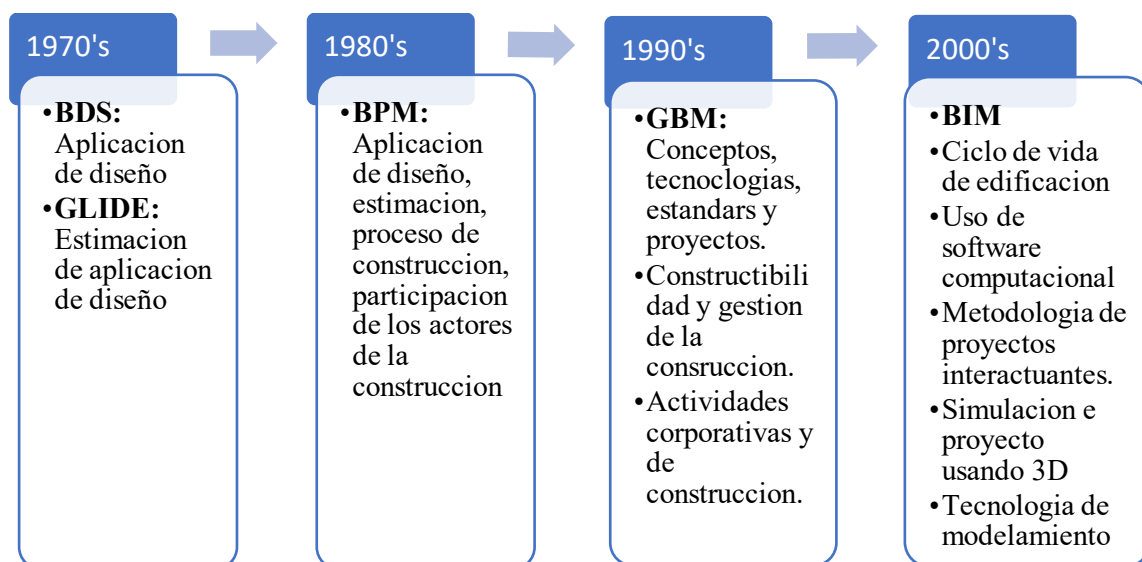 1970's
•BDS:
Aplicacion
de diseño
•GLIDE:
Estimacion
de aplicacion
de diseño
1980's
•BPM:
Aplicacion
de diseño,
estimacion,
proceso de
construccion,
participacion
de los actores
de la
construccion
1990's
•GBM:
Conceptos,
tecnoclogias,
estandars y
proyectos.
•Constructibili
dad y gestion
de la
consruccion.
•Actividades
corporativas y
de
construccion.
2000's
•BIM
•Ciclo de vida
de edificacion
•Uso de
software
computacional
•Metodologia de
proyectos
interactuantes.
•Simulacion e
proyecto
usando 3D
•Tecnologia de
modelamiento